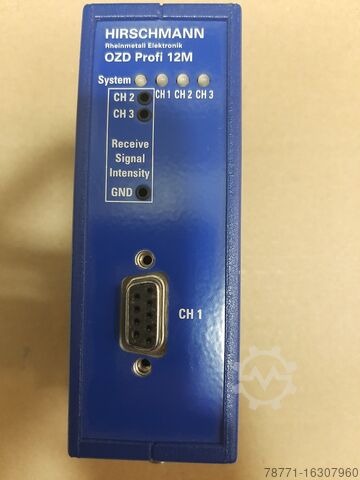 HIRSCHMANN
Rheinmetall Elektronik
OZD Profi 12M
System
CH 1 CH 2 CH 3
CH 2
CH 3
Receive
Signal
Intensity
GND
CH 1
78771-16307960